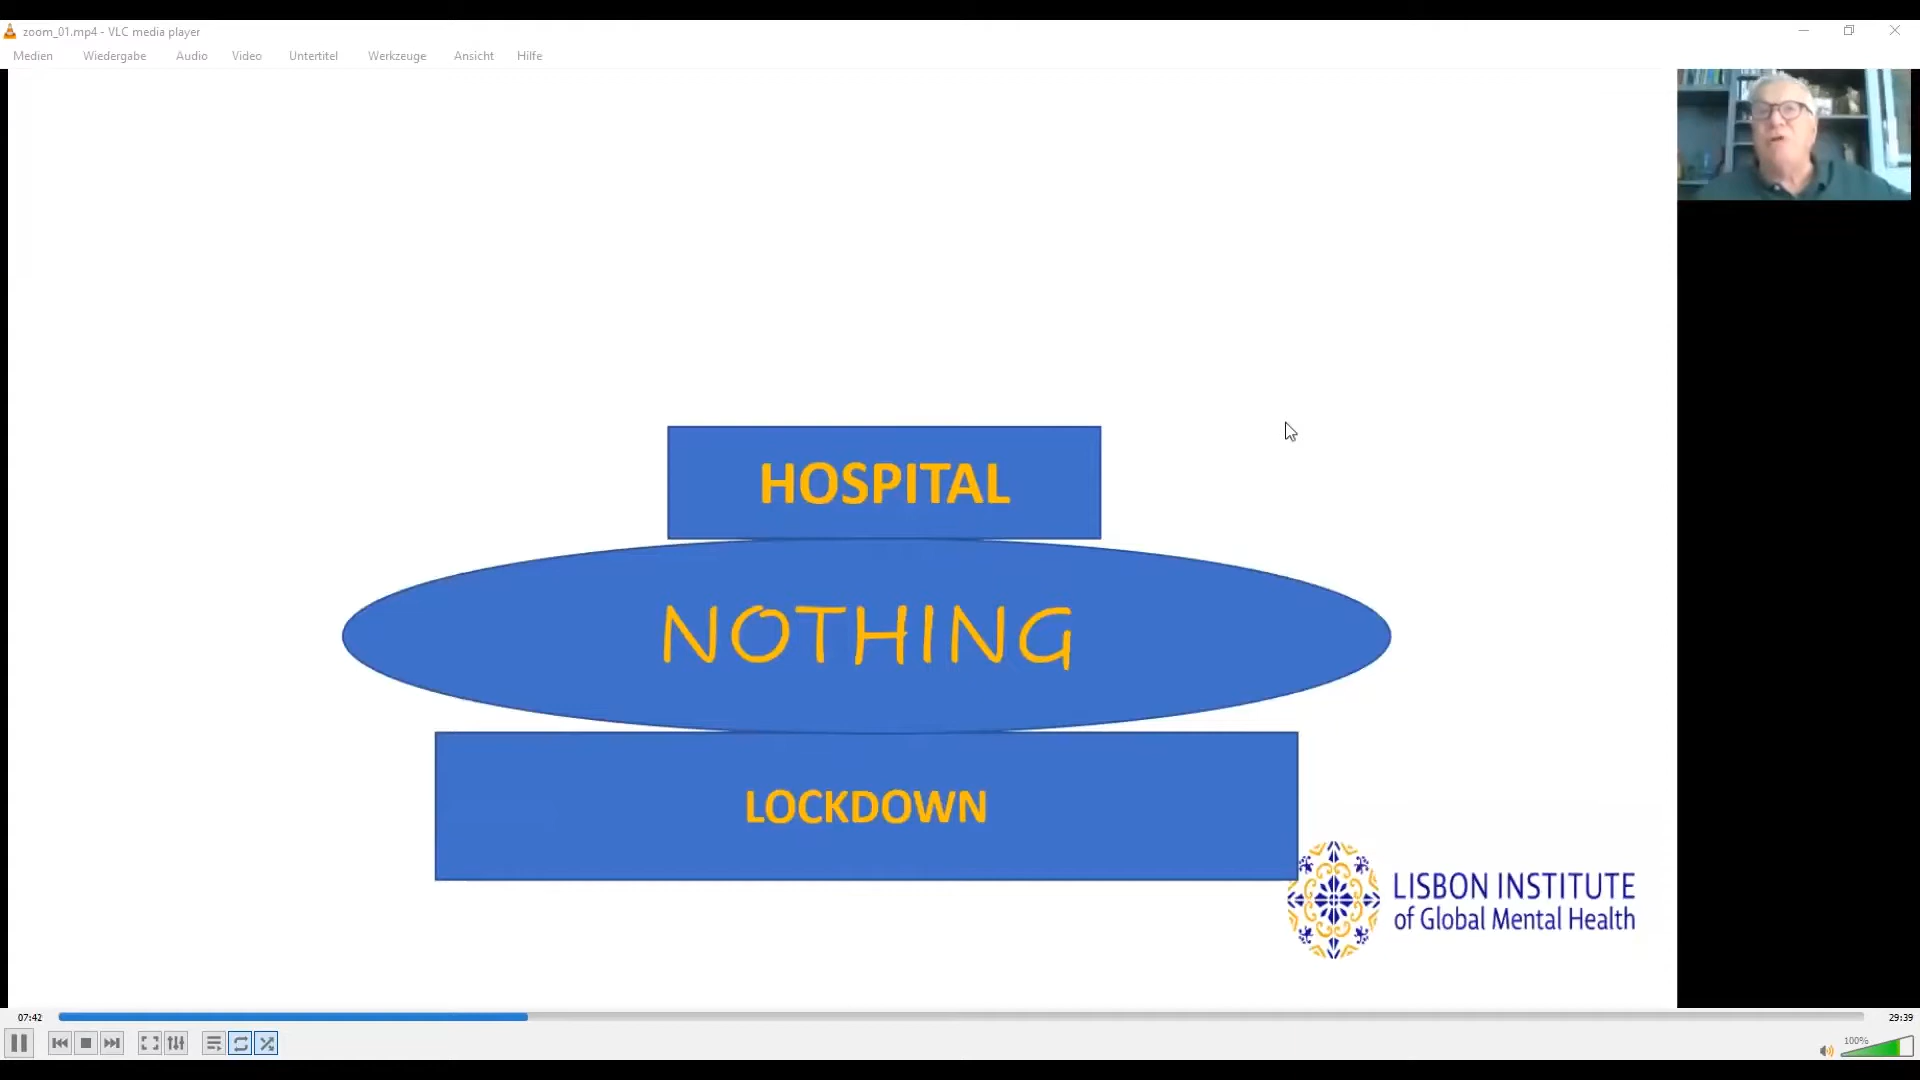 zoom_01.mp4 - VLC media player
Medien Wiedergabe Audio Video Untertitel Werkzeuge Ansicht Hilfe
HOSPITAL
NOTHING
LOCKDOWN
LISBON INSTITUTE
of Global Mental Health
07:42
29:39
100%